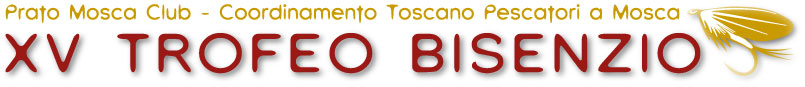 Prato Mosca Club - Coordinamento Toscano Pescatori a Mosca
XV TROFEO BISENZIO